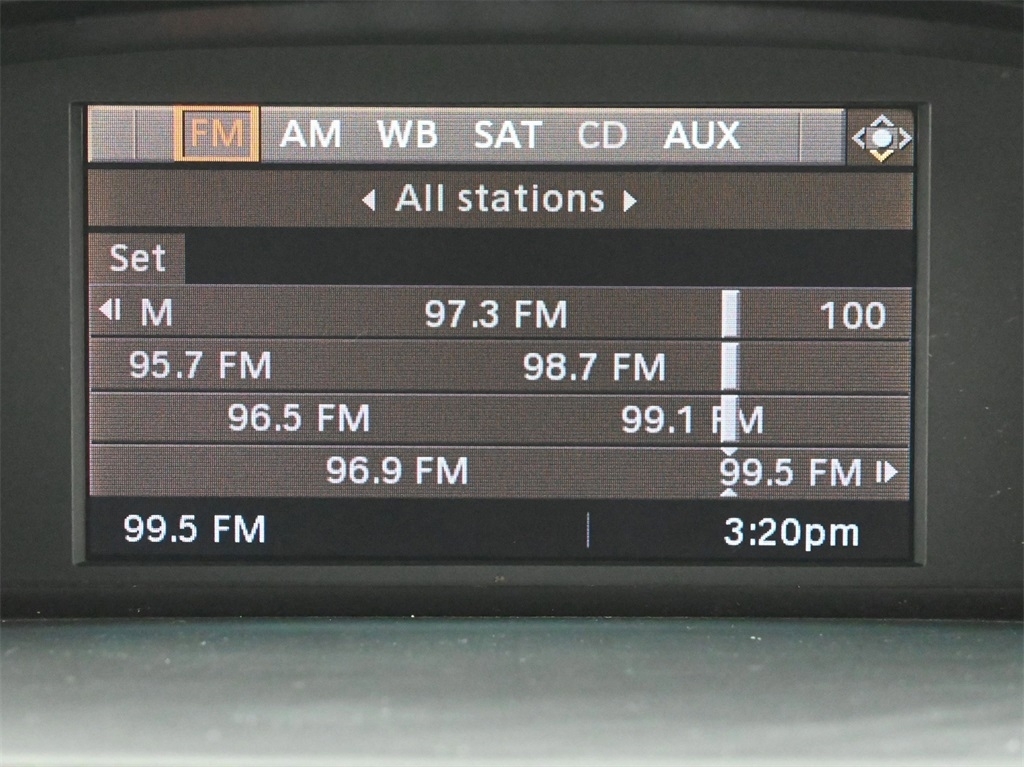 FM AM WB SAT CD AUX
All stations
Set
M 97.3 FM 100
95.7 FM 98.7 FM
96.5 FM 99.1 FM
96.9 FM 99.5 FM
99.5 FM 3:20pm